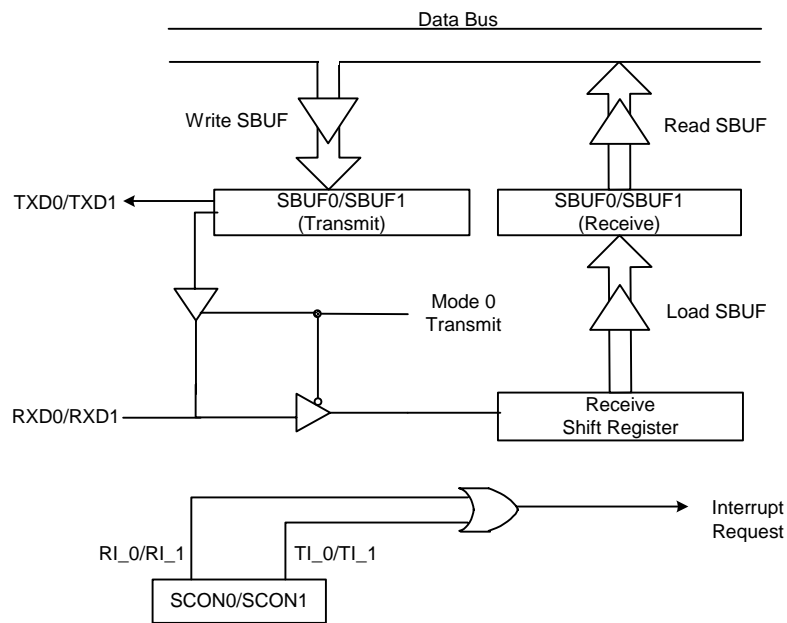 Data Bus
Write SBUF
Read SBUF
TXD0/TXD1
SBUF0/SBUF1
(Transmit)
SBUF0/SBUF1
(Receive)
Mode 0
Transmit
Load SBUF
RXD0/RXD1
Receive
Shift Register
Interrupt
Request
RI_0/RI_1
TI_0/TI_1
SCON0/SCON1